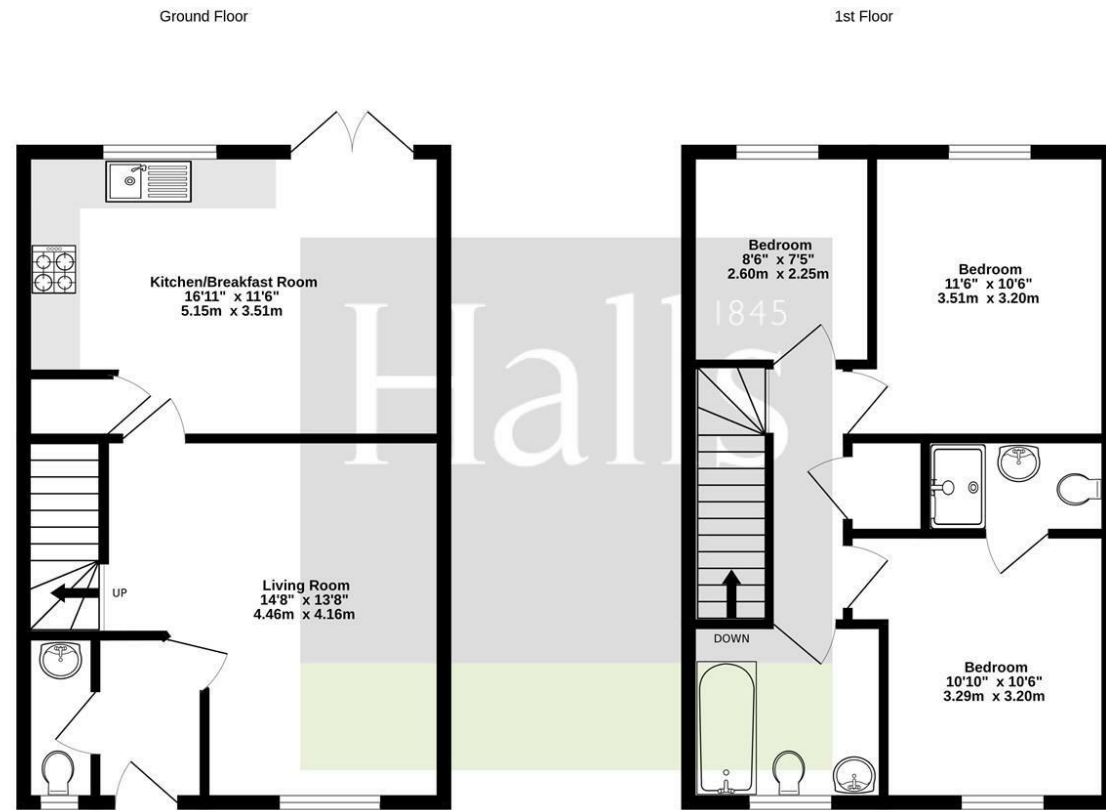 Ground Floor
1st Floor
Kitchen/Breakfast Room
16'11" x 11'6"
5.15m x 3.51m
Living Room
14'8" x 13'8"
4.46m x 4.16m
UP
Bedroom
8'6" x 7'5"
2.60m x 2.25m
Bedroom
11'6" x 10'6"
3.51m x 3.20m
DOWN
Bedroom
10'10" x 10'6"
3.29m x 3.20m
1845
Halls